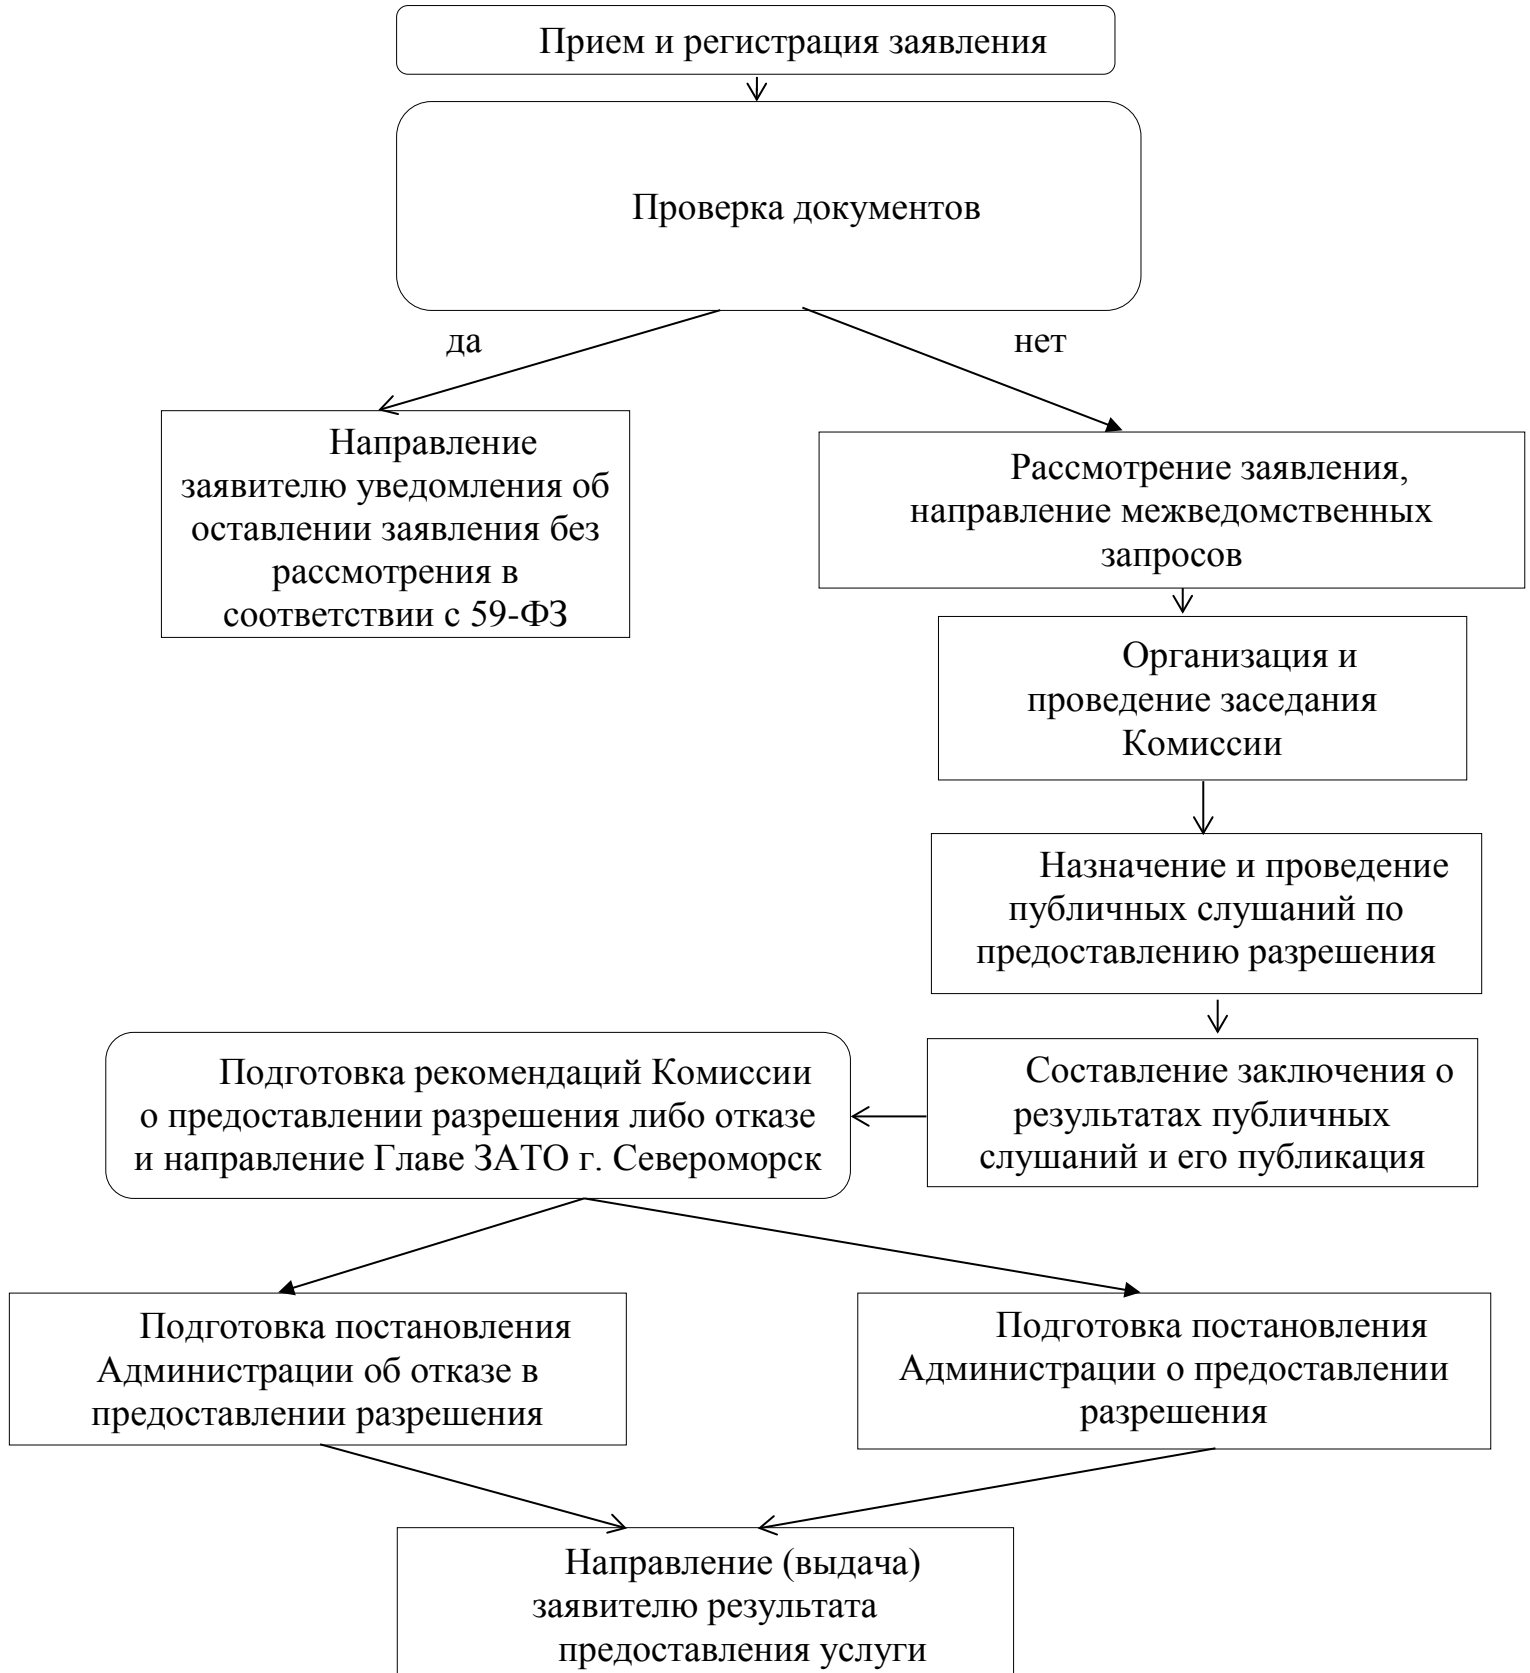 Прием и регистрация заявления
Проверка документов
да
нет
Направление
заявителю уведомления об
оставлении заявления без
рассмотрения в
соответствии с 59-ФЗ
Рассмотрение заявления,
направление межведомственных
запросов
Организация и
проведение заседания
Комиссии
Назначение и проведение
публичных слушаний по
предоставлению разрешения
Составление заключения о
результатах публичных
слушаний и его публикация
Подготовка рекомендаций Комиссии
о предоставлении разрешения либо отказе
и направление Главе ЗАТО г. Североморск
Подготовка постановления
Администрации об отказе в
предоставлении разрешения
Подготовка постановления
Администрации о предоставлении
разрешения
Направление (выдача)
заявителю результата
предоставления услуги